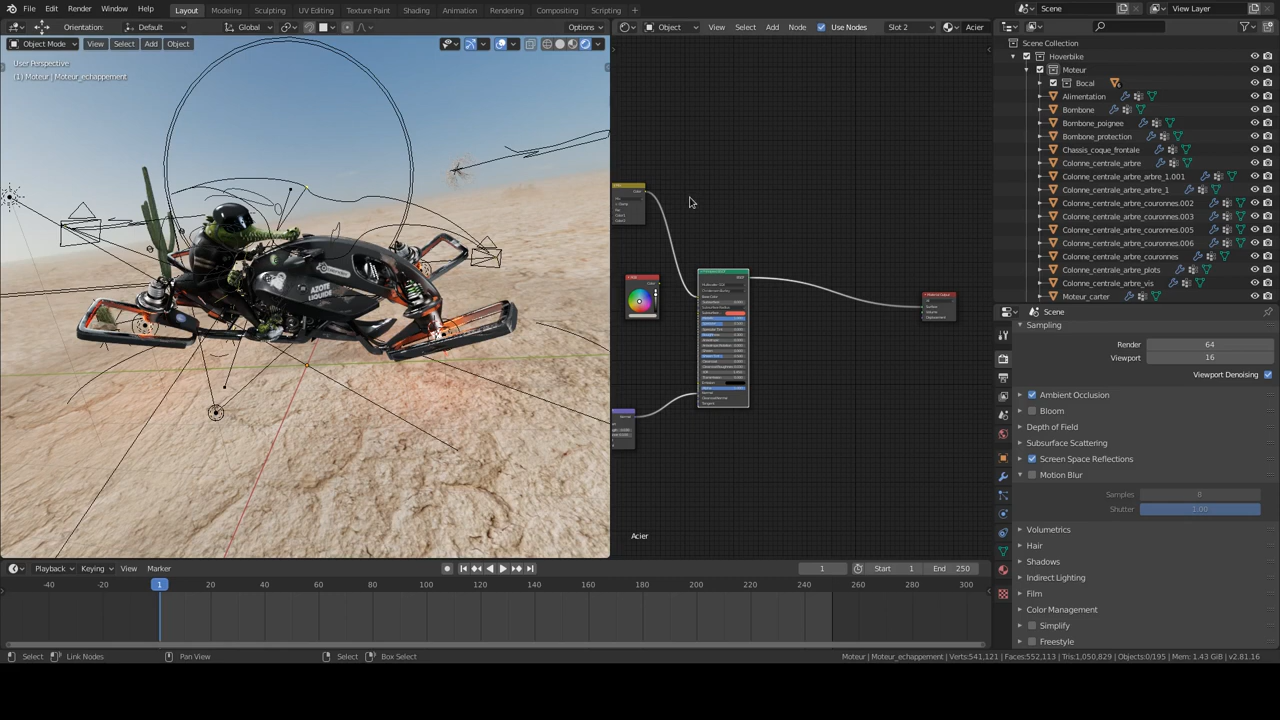 File Edit Render Window Help Layout Modeling Sculpting UV Editing Texture Paint Shading Animation Rendering Compositing Scripting Scene View Layer
Orientation: Default Global Options Object View Select Add Node Use Nodes Slot 2 Acier
Object Mode View Select Add Object
User Perspective
(1) Moteur | Moteur_echappement
AZOTE
LIQUIDE
Acier
Scene Collection
Hoverbike
Moteur
Bocal
Alimentation
Bombone
Bombone_poignee
Bombone_protection
Chassis_coque_frontale
Colonne_centrale_arbre
Colonne_centrale_arbre_arbre_1.001
Colonne_centrale_arbre_arbre_1
Colonne_centrale_arbre_couronnes.002
Colonne_centrale_arbre_couronnes.003
Colonne_centrale_arbre_couronnes.005
Colonne_centrale_arbre_couronnes.006
Colonne_centrale_arbre_couronnes
Colonne_centrale_arbre_plots
Colonne_centrale_arbre_vis
Moteur_carter
Scene
Sampling
Render 64
Viewport 16
Viewport Denoising
Ambient Occlusion
Bloom
Depth of Field
Subsurface Scattering
Screen Space Reflections
Motion Blur
Samples 8
Shutter 1.00
Volumetrics
Hair
Shadows
Indirect Lighting
Film
Color Management
Simplify
Freestyle
Playback Keying View Marker 1 Start 1 End 250
-40 -20 1 20 40 60 80 100 120 140 160 180 200 220 240 260 280 300
Select Link Nodes Pan View Select Box Select Moteur | Moteur_echappement | Verts:541,121 | Faces:552,113 | Tris:1,050,829 | Objects:0/195 | Mem: 1.43 GiB | v2.81.16